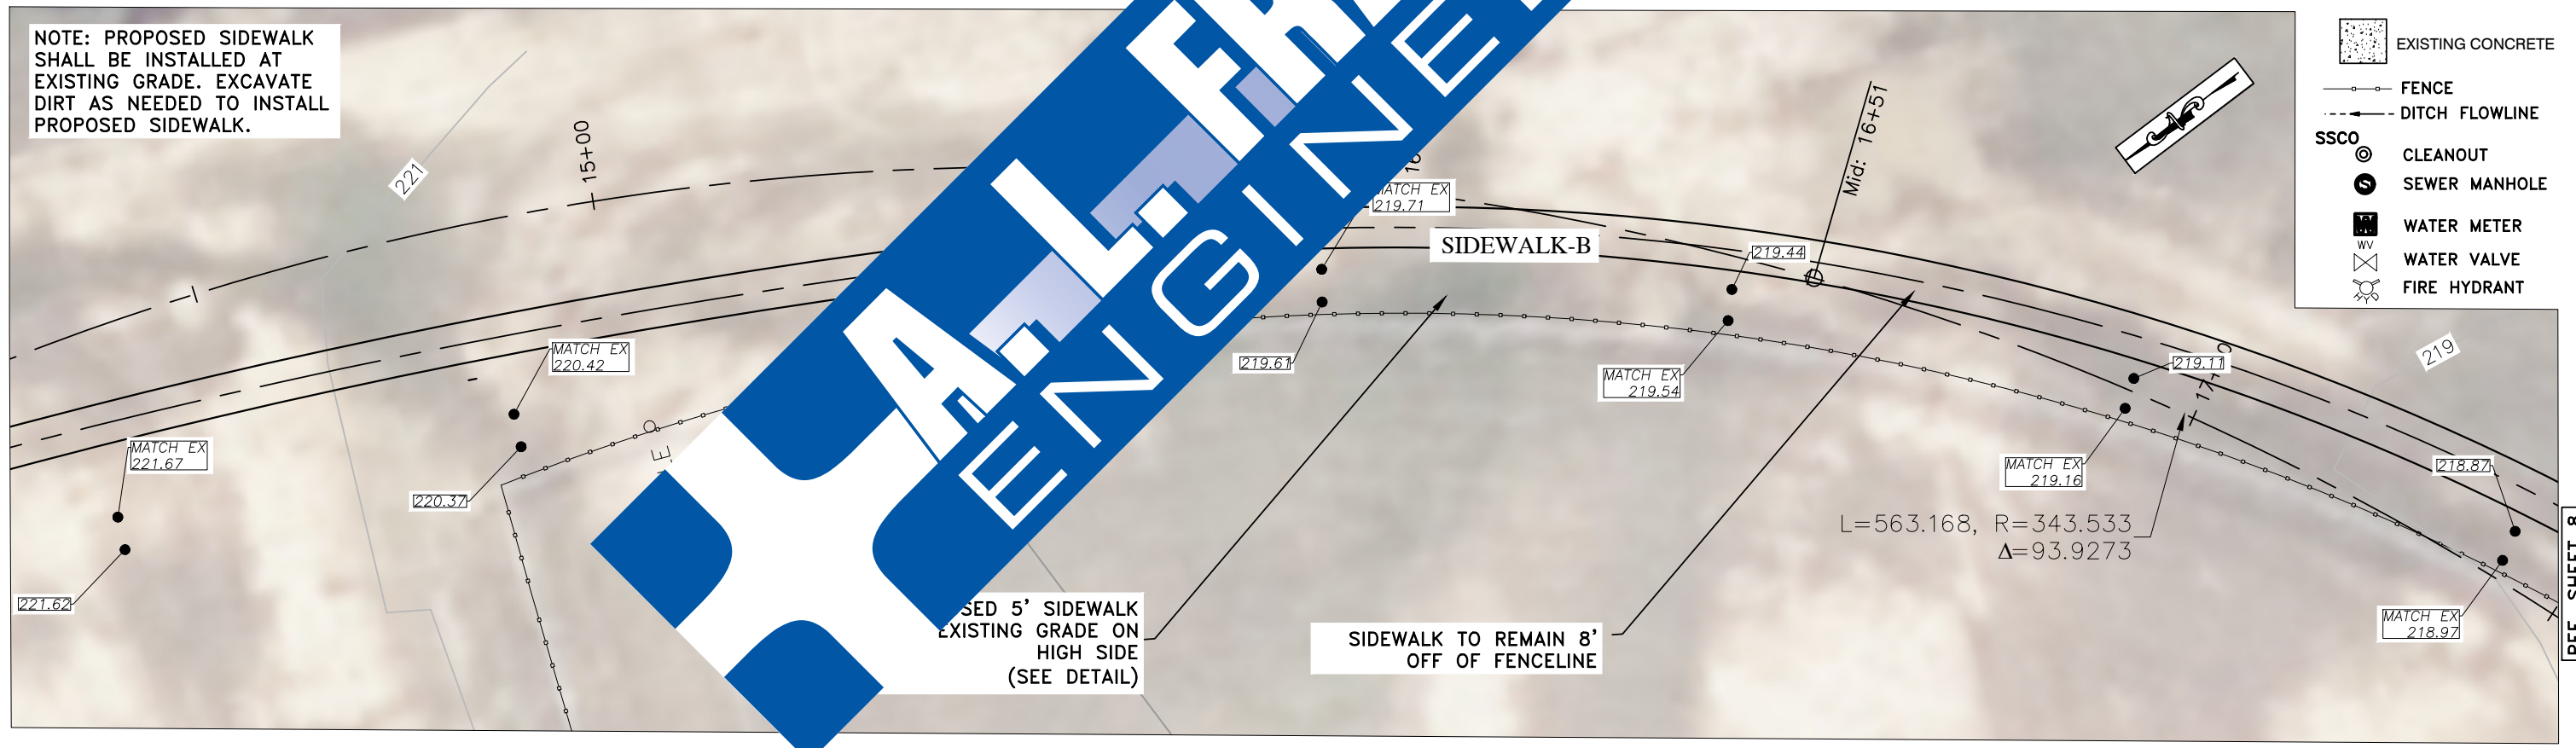 NOTE: PROPOSED SIDEWALK
SHALL BE INSTALLED AT
EXISTING GRADE. EXCAVATE
DIRT AS NEEDED TO INSTALL
PROPOSED SIDEWALK.
221
15+00
MATCH EX
221.67
221.62
MATCH EX
220.42
220.37
A.L.
ENGINE
MATCH EX
219.71
219.61
SIDEWALK-B
219.44
MATCH EX
219.54
Mid: 16+51
219.11
MATCH EX
219.16
L=563.168, R=343.533
Δ=93.9273
219
218.87
MATCH EX
218.97
5' SIDEWALK
EXISTING GRADE ON
HIGH SIDE
(SEE DETAIL)
SIDEWALK TO REMAIN 8'
OFF OF FENCELINE
EXISTING CONCRETE
FENCE
DITCH FLOWLINE
SSCO
CLEANOUT
S
SEWER MANHOLE
WATER METER
WV
WATER VALVE
FIRE HYDRANT
SHEET 8